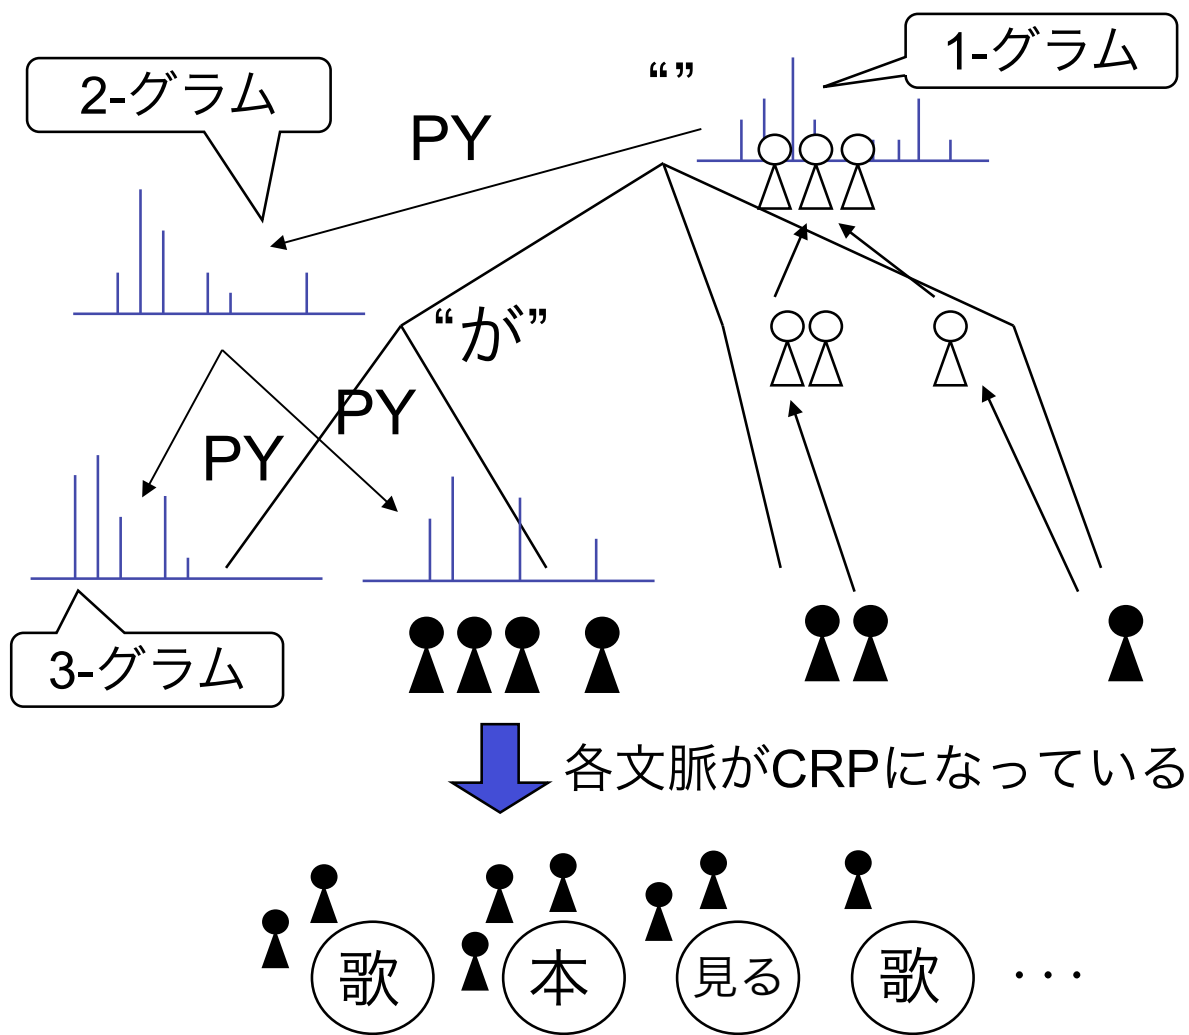 1-グラム
“ ”
2-グラム
PY
“が”
PY
PY
3-グラム
各文脈がCRPになっている
歌 本 見る 歌 ・・・